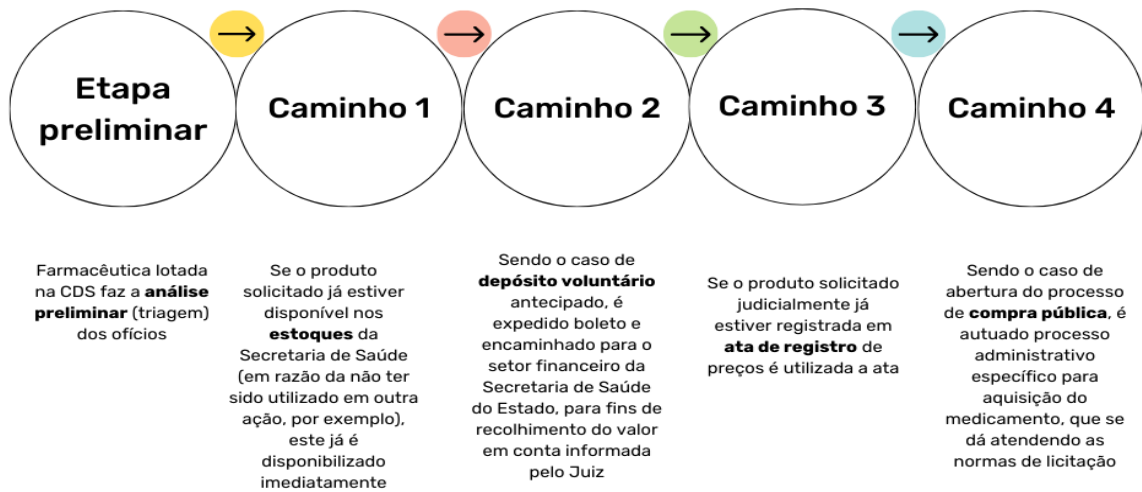 Etapa
preliminar
Caminho 1
Caminho 2
Caminho 3
Caminho 4
Farmacêutica lotada
na CDS faz a análise
preliminar (triagem)
dos ofícios
Se o produto
solicitado já estiver
disponível nos
estoques da
Secretaria de Saúde
(em razão da não ter
sido utilizado em outra
ação, por exemplo),
este já é
disponibilizado
imediatamente
Sendo o caso de
depósito voluntário
antecipado, é
expedido boleto e
encaminhado para o
setor financeiro da
Secretaria de Saúde
do Estado, para fins de
recolhimento do valor
em conta informada
pelo Juiz
Se o produto solicitado
judicialmente já
estiver registrada em
ata de registro de
preços é utilizada a ata
Sendo o caso de
abertura do processo
de compra pública, é
autuado processo
administrativo
específico para
aquisição do
medicamento, que se
dá atendendo as
normas de licitação